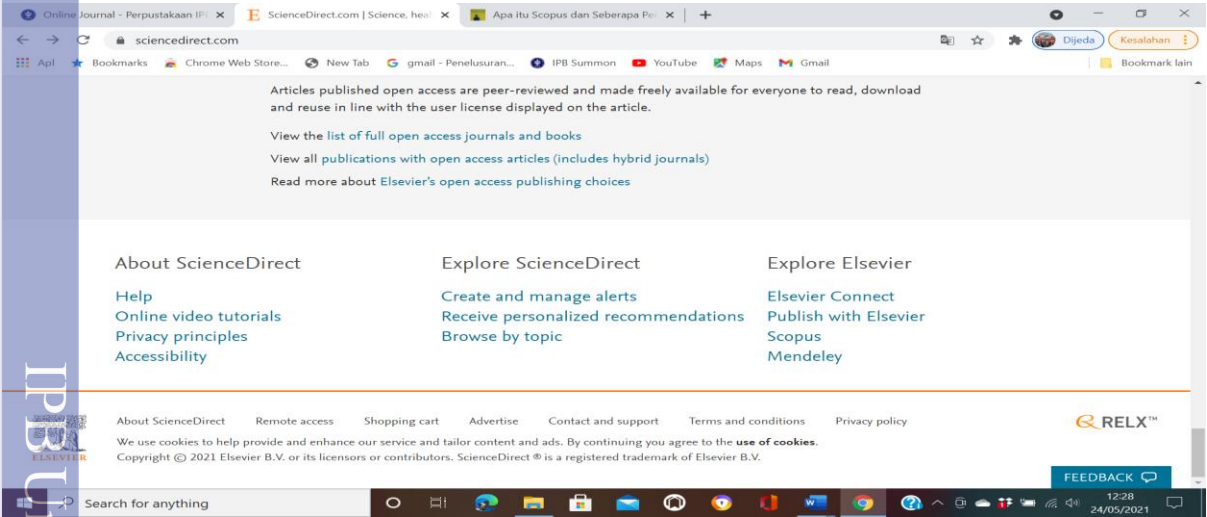 Online Journal - Perpustakaan IP
ScienceDirect.com | Science, heal
Apa itu Scopus dan Seberapa Per
sciencedirect.com
Dijeda
Kesalahan
Apl
Bookmarks
Chrome Web Store...
New Tab
gmail - Penelusuran...
IPB Summon
YouTube
Maps
Gmail
Bookmark lain
Articles published open access are peer-reviewed and made freely available for everyone to read, download
and reuse in line with the user license displayed on the article.
View the list of full open access journals and books
View all publications with open access articles (includes hybrid journals)
Read more about Elsevier's open access publishing choices
About ScienceDirect
Help
Online video tutorials
Privacy principles
Accessibility
Explore ScienceDirect
Create and manage alerts
Receive personalized recommendations
Browse by topic
Explore Elsevier
Elsevier Connect
Publish with Elsevier
Scopus
Mendeley
IPB U
ELSEVIER
About ScienceDirect Remote access Shopping cart Advertise Contact and support Terms and conditions Privacy policy
We use cookies to help provide and enhance our service and tailor content and ads. By continuing you agree to the use of cookies.
Copyright © 2021 Elsevier B.V. or its licensors or contributors. ScienceDirect ® is a registered trademark of Elsevier B.V.
RELX™
FEEDBACK
Search for anything
12:28
24/05/2021